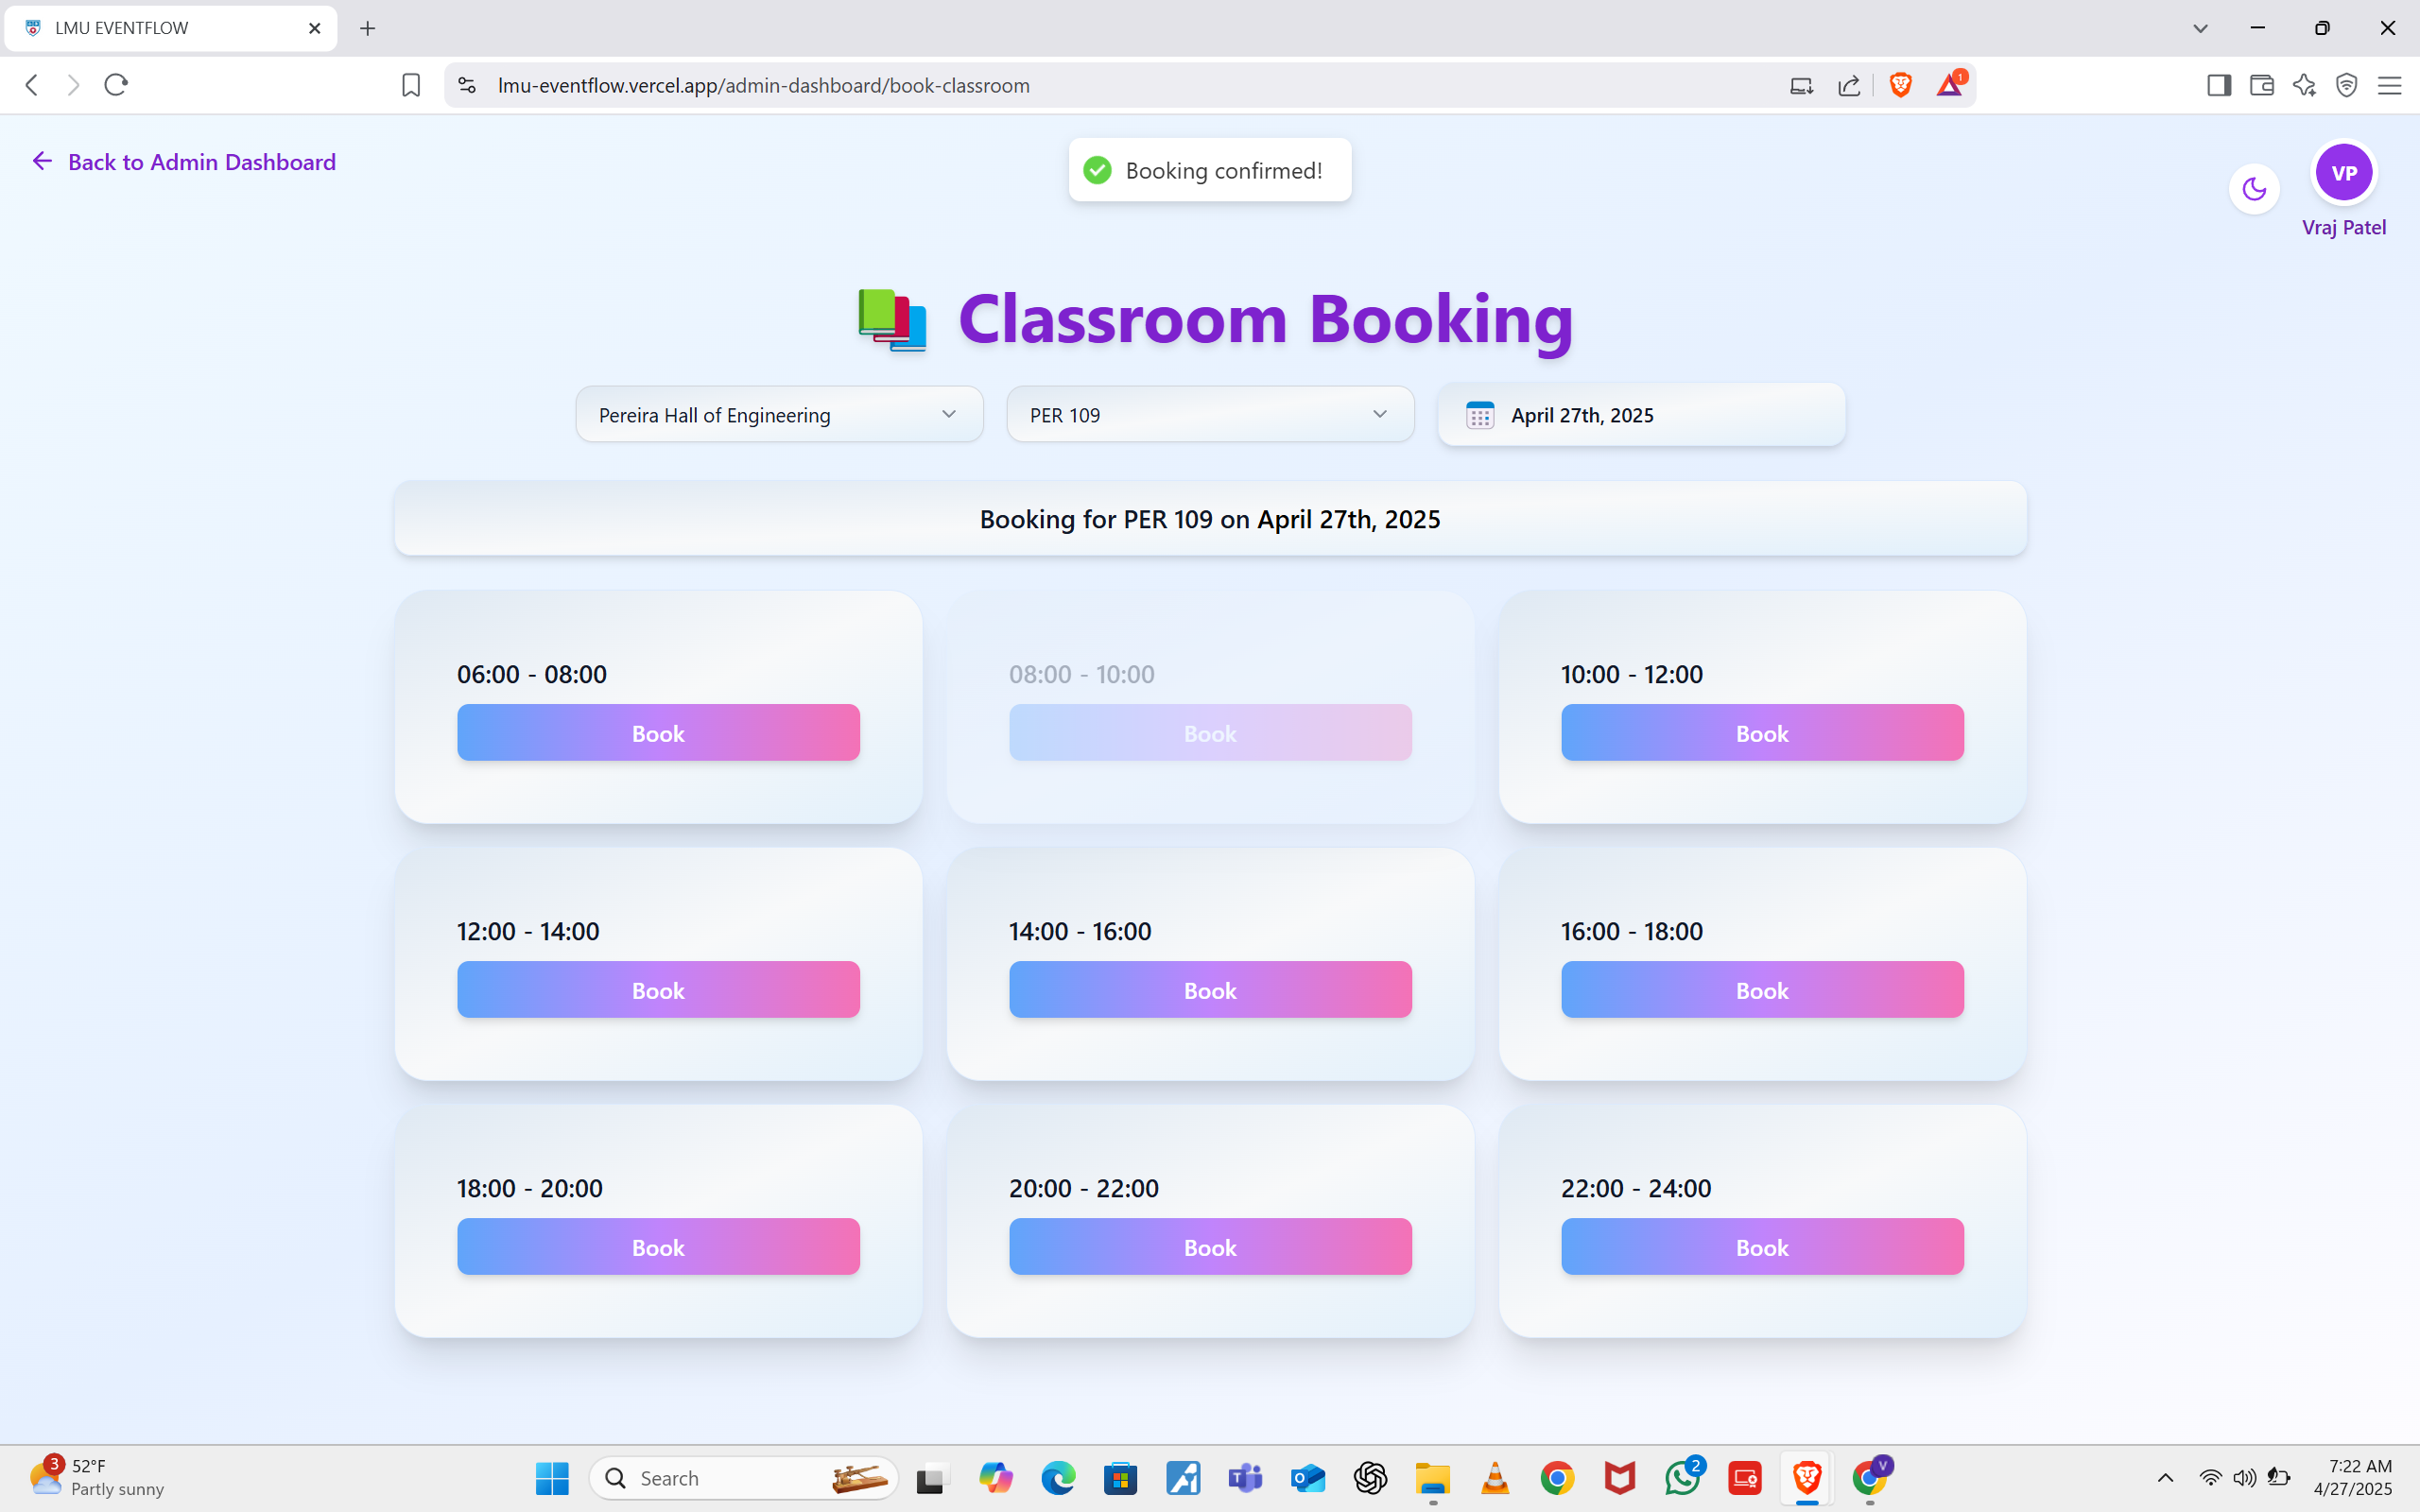 LMU EVENTFLOW
lmu-eventflow.vercel.app/admin-dashboard/book-classroom
1
Back to Admin Dashboard
Booking confirmed!
VP
Vraj Patel
Classroom Booking
Pereira Hall of Engineering
PER 109
April 27th, 2025
Booking for PER 109 on April 27th, 2025
06:00 - 08:00
Book
08:00 - 10:00
Book
10:00 - 12:00
Book
12:00 - 14:00
Book
14:00 - 16:00
Book
16:00 - 18:00
Book
18:00 - 20:00
Book
20:00 - 22:00
Book
22:00 - 24:00
Book
3
52°F
Partly sunny
Search
2
V
7:22 AM
4/27/2025